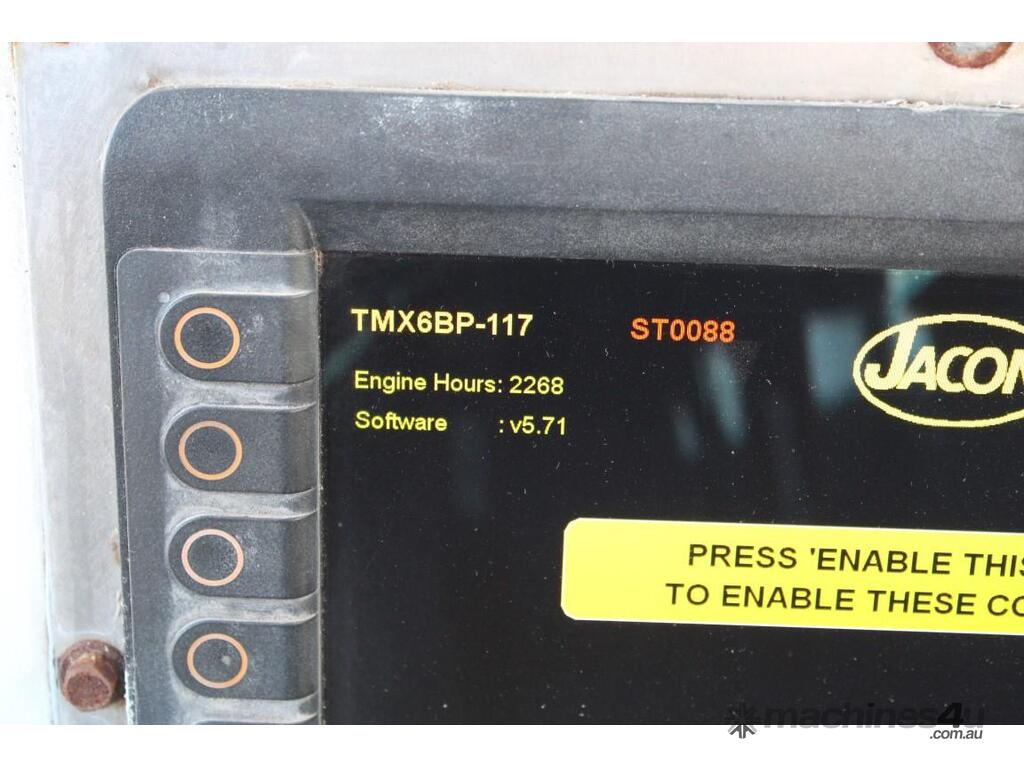 TMX6BP-117
ST0088
JACON
Engine Hours: 2268
Software : v5.71
PRESS 'ENABLE THIS
TO ENABLE THESE CO
machines4u
.com.au